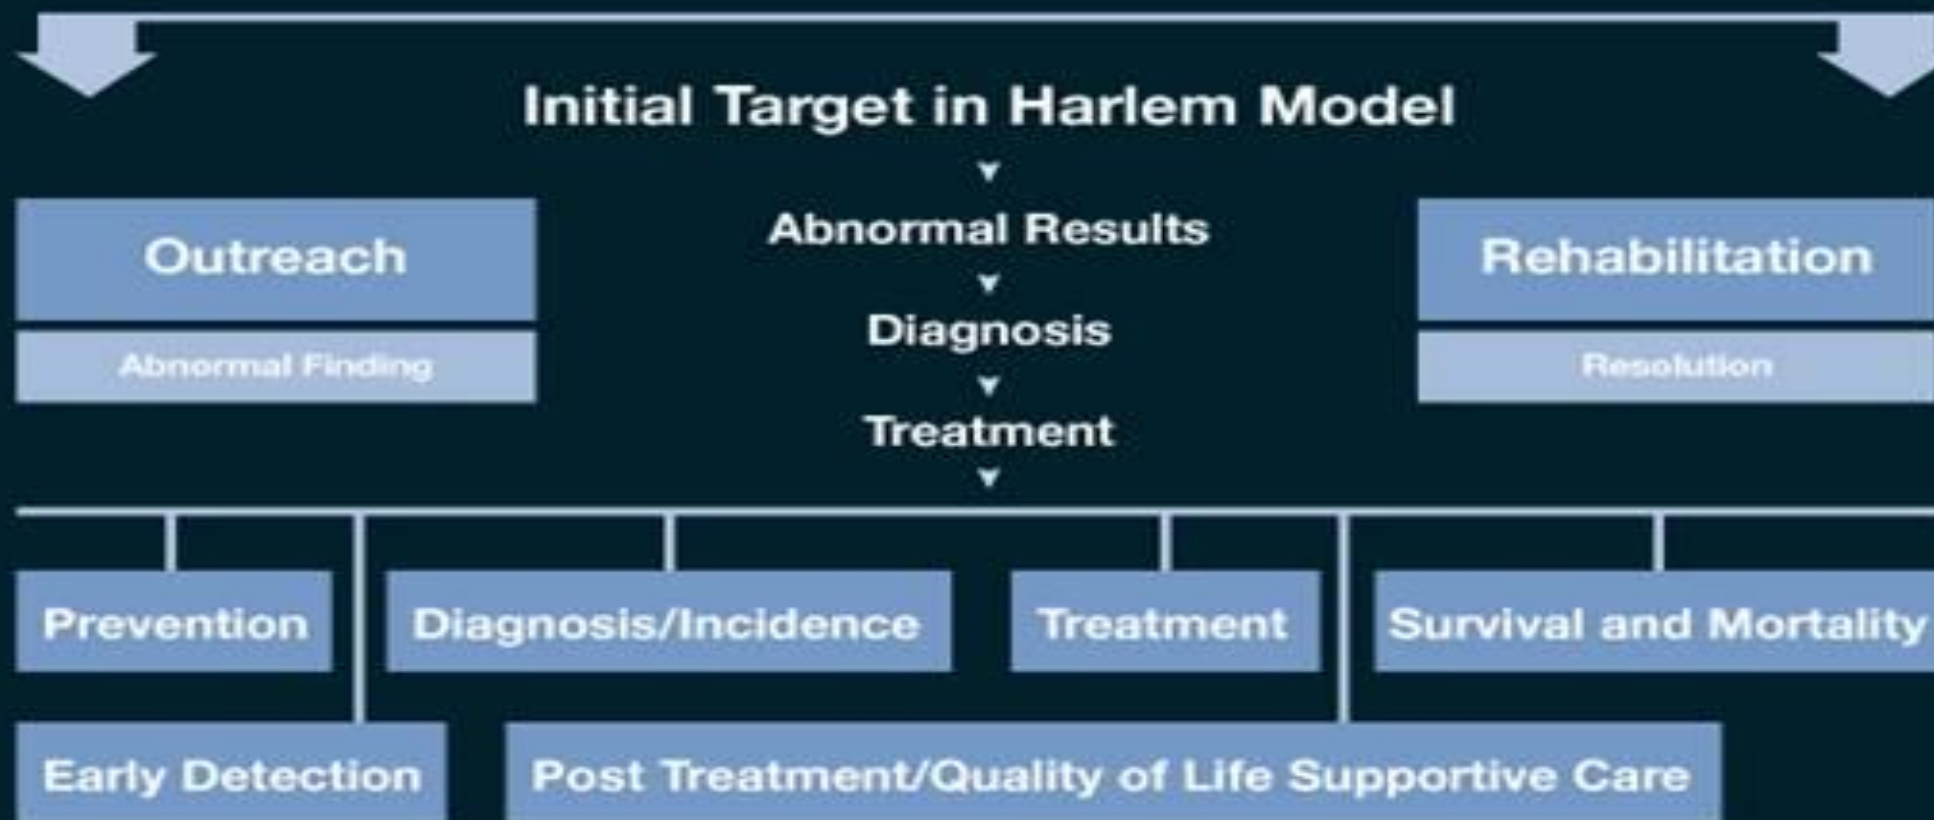 Initial Target in Harlem Model
Abnormal Results
Outreach
Rehabilitation
Diagnosis
Abnormal Finding
Resolution
Treatment
Prevention
Diagnosis/Incidence
Treatment
Survival and Mortality
Early Detection
Post Treatment/Quality of Life Supportive Care